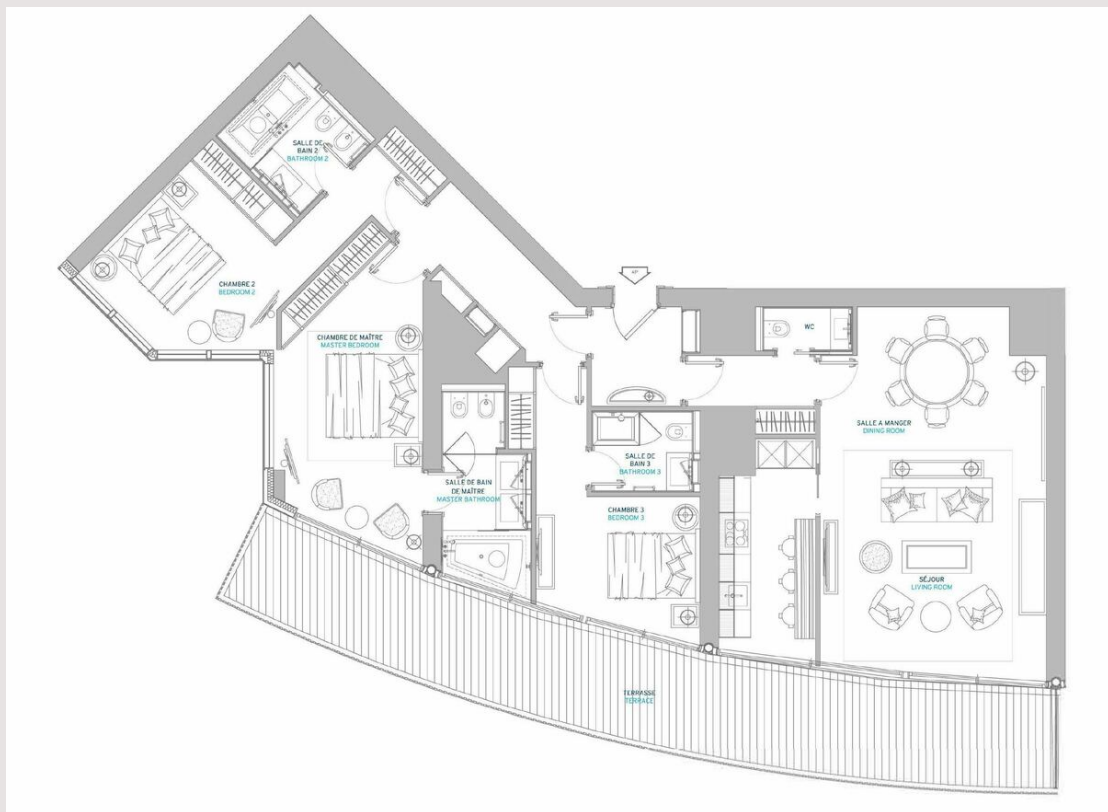 SALLE DE
BAIN 2
BATHROOM 2
CHAMBRE 2
BEDROOM 2
CHAMBRE DE MAÎTRE
MASTER BEDROOM
WC
SALLE A MANGER
DINING ROOM
SALLE DE
BAIN 3
BATHROOM 3
SALLE DE BAIN
DE MAÎTRE
MASTER BATHROOM
CHAMBRE 3
BEDROOM 3
SÉJOUR
LIVING ROOM
TERRASSE
TERRACE